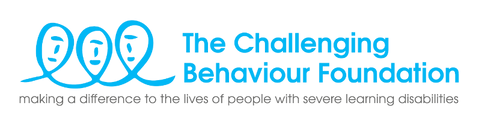 The Challenging
Behaviour Foundation
making a difference to the lives of people with severe learning disabilities